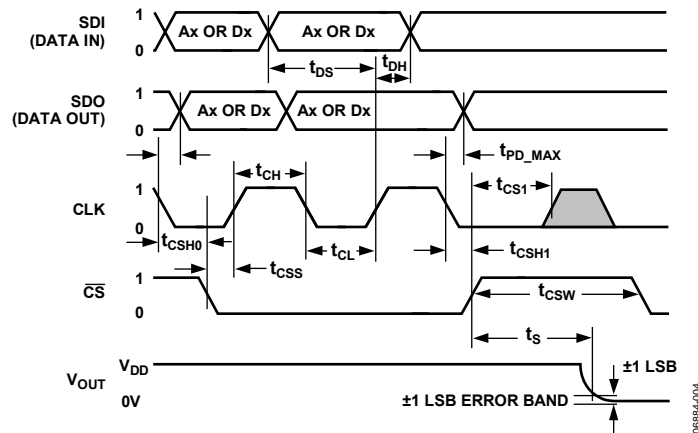 SDI
(DATA IN)
1
0
Ax OR Dx
Ax OR Dx
tDS
tDH
SDO
(DATA OUT)
1
0
Ax OR Dx
Ax OR Dx
tPD_MAX
CLK
1
0
tCH
tCS1
tCSH0
tCSS
tCL
tCSH1
CS
1
0
tCSW
tS
VOUT
VDD
0V
±1 LSB
±1 LSB ERROR BAND
06884-004